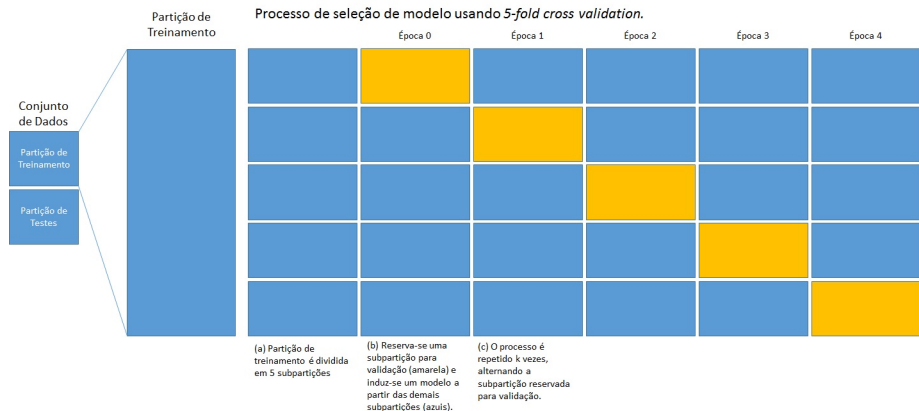 Processo de seleção de modelo usando 5-fold cross validation.
Partição de
Treinamento
Época 0
Época 1
Época 2
Época 3
Época 4
Conjunto
de Dados
Partição de
Treinamento
Partição de
Testes
(a) Partição de
treinamento é dividida
em 5 subpartições
(b) Reserva-se uma
subpartição para
validação (amarela) e
induz-se um modelo a
partir das demais
subpartições (azuis).
(c) O processo é
repetido k vezes,
alternando a
subpartição reservada
para validação.